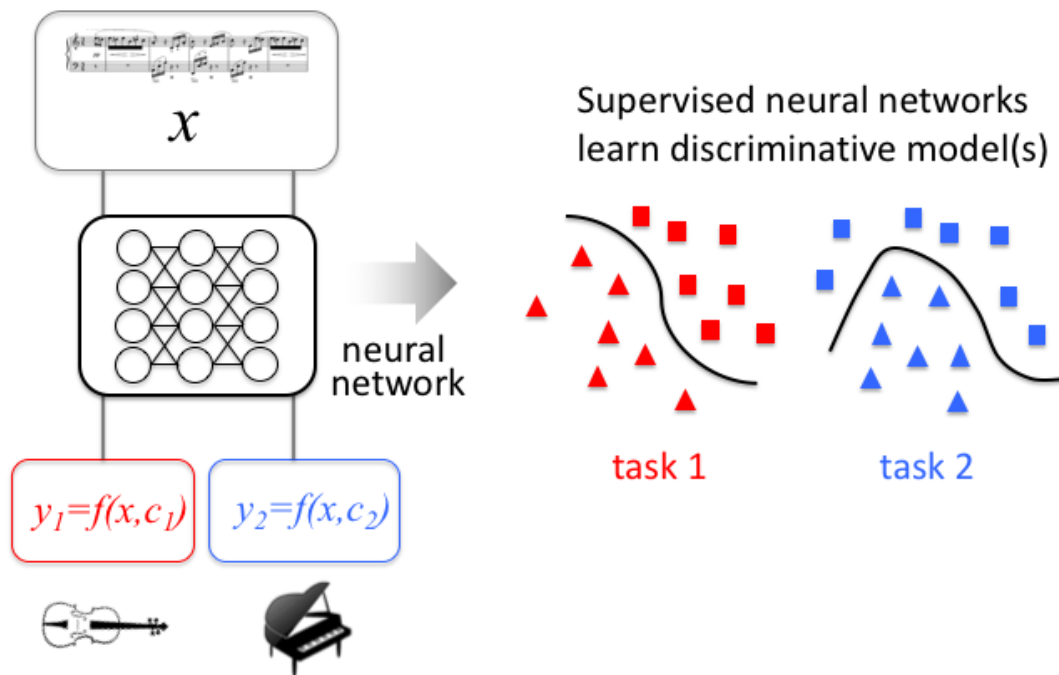 x
neural
network
y₁=f(x,c₁)
y₂=f(x,c₂)
Supervised neural networks
learn discriminative model(s)
task 1
task 2